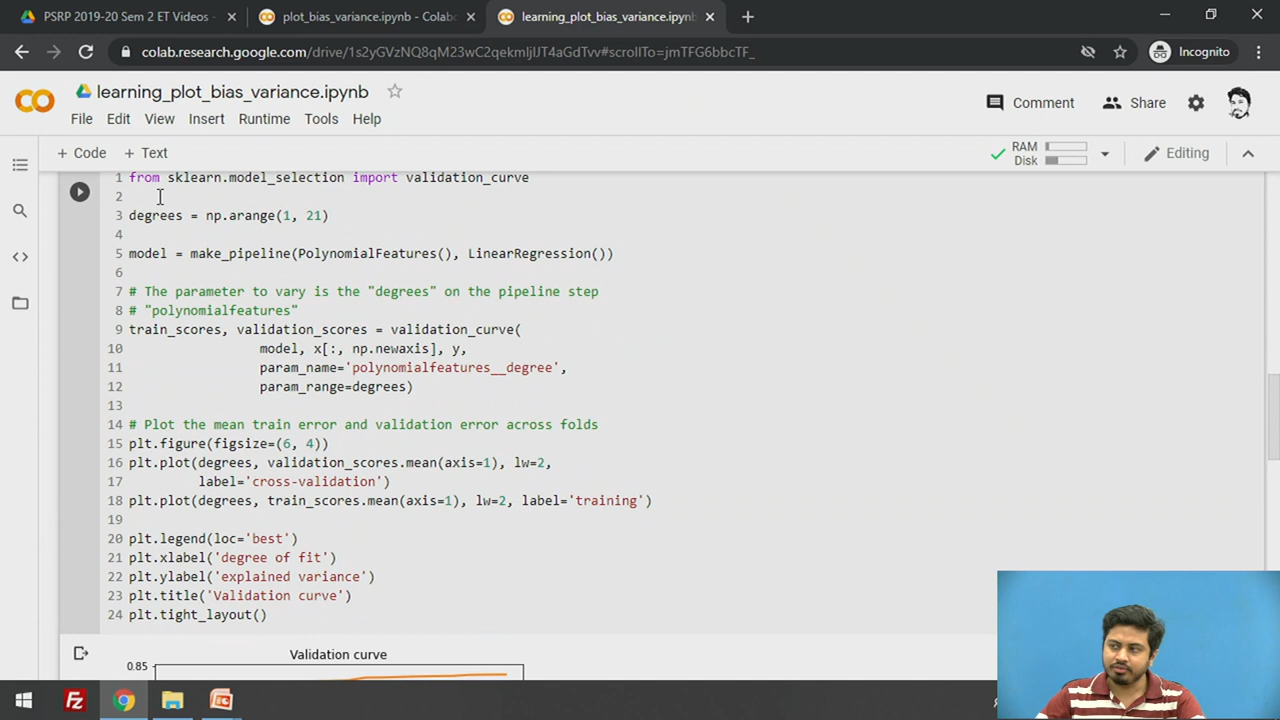 PSRP 2019-20 Sem 2 ET Videos -
plot_bias_variance.ipynb - Colabo
learning_plot_bias_variance.ipynb
colab.research.google.com/drive/1s2yGVzNQ8qM23wC2qekmljIJT4aGdTvv#scrollTo=jmTFG6bbcTF_
Incognito
learning_plot_bias_variance.ipynb
Comment
Share
File Edit View Insert Runtime Tools Help
+ Code + Text
RAM
Disk
Editing
1 from sklearn.model_selection import validation_curve
2
3 degrees = np.arange(1, 21)
4
5 model = make_pipeline(PolynomialFeatures(), LinearRegression())
6
7 # The parameter to vary is the "degrees" on the pipeline step
8 # "polynomialfeatures"
9 train_scores, validation_scores = validation_curve(
10 model, x[:, np.newaxis], y,
11 param_name='polynomialfeatures__degree',
12 param_range=degrees)
13
14 # Plot the mean train error and validation error across folds
15 plt.figure(figsize=(6, 4))
16 plt.plot(degrees, validation_scores.mean(axis=1), lw=2,
17 label='cross-validation')
18 plt.plot(degrees, train_scores.mean(axis=1), lw=2, label='training')
19
20 plt.legend(loc='best')
21 plt.xlabel('degree of fit')
22 plt.ylabel('explained variance')
23 plt.title('Validation curve')
24 plt.tight_layout()
Validation curve
0.85